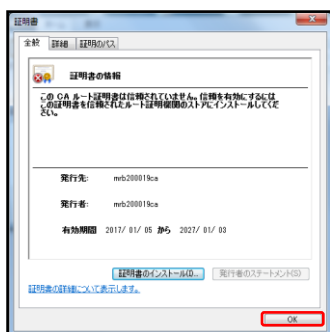 証明書
全般 詳細 証明のパス
証明書の情報
この CA ルート証明書は信頼されていません。信頼を有効にするには
この証明書を信頼されたルート証明機関のストアにインストールしてくだ
さい。
発行先: mrb200019ca
発行者: mrb200019ca
有効期間 2017/ 01/ 05 から 2027/ 01/ 03
証明書のインストール(I)... 発行者のステートメント(S)
証明書の詳細について表示します。
OK